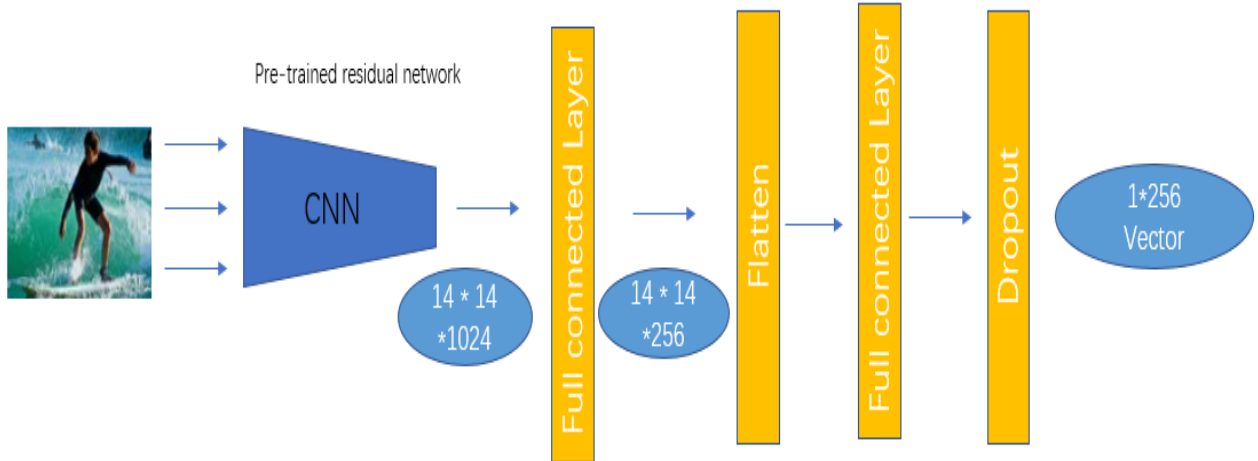 Pre-trained residual network
CNN
14 * 14
*1024
Full connected Layer
14 * 14
*256
Flatten
Full connected Layer
Dropout
1*256
Vector